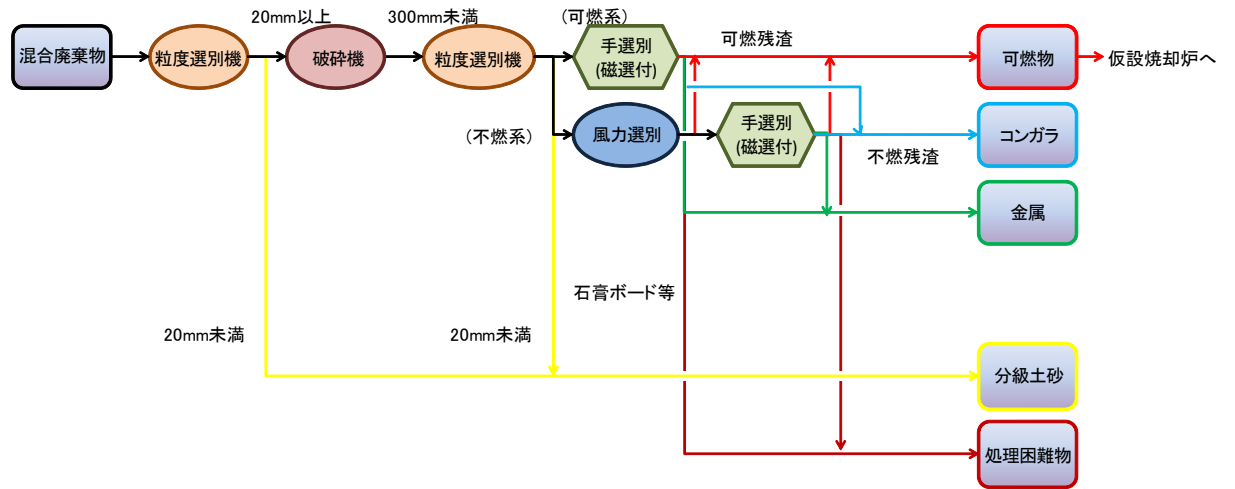 20mm以上
300mm未満
(可燃系)
混合廃棄物
粒度選別機
破砕機
粒度選別機
手選別
(磁選付)
可燃残渣
可燃物
仮設焼却炉へ
(不燃系)
風力選別
手選別
(磁選付)
不燃残渣
コンガラ
金属
石膏ボード等
20mm未満
20mm未満
分級土砂
処理困難物